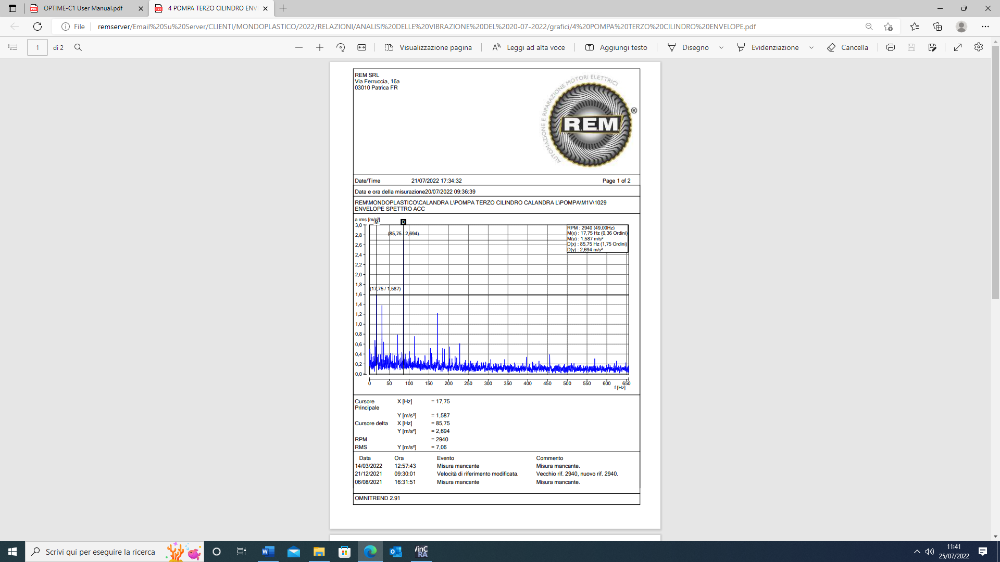 OPTIME-C1 User Manual.pdf
4 POMPA TERZO CILINDRO ENV
File
remserver/Email%20Su%20Server/CLIENTI/MONDOPLASTICO/2022/RELAZIONI/ANALISI%20DELLE%20VIBRAZIONE%20DEL%2020-07-2022/grafici/4%20POMPA%20TERZO%20CILINDRO%20ENVELOPE.pdf
1 di 2
Visualizzazione pagina
Leggi ad alta voce
Aggiungi testo
Disegno
Evidenziazione
Cancella
REM SRL
Via Ferruccia, 16a
03010 Patrica FR
AUTOMAZIONE E RIPARAZIONE MOTORI ELETTRICI
R.E.M.
®
Date/Time 21/07/2022 17:34:32 Page 1 of 2
Data e ora della misurazione20/07/2022 09:36:39
REM\MONDOPLASTICO\CALANDRA L\POMPA TERZO CILINDRO CALANDRA L\POMPA\M1V\1029
ENVELOPE SPETTRO ACC
a rms [m/s²]
M
D
3,0
2,8
2,6
2,4
2,2
2,0
1,8
1,6
1,4
1,2
1,0
0,8
0,6
0,4
0,2
0,0
(85,75 / 2,694)
(17,75 / 1,587)
RPM : 2940 (49,00Hz)
M(x) : 17,75 Hz (0,36 Ordini)
M(y) : 1,587 m/s²
D(x) : 85,75 Hz (1,75 Ordini)
D(y) : 2,694 m/s²
0 50 100 150 200 250 300 350 400 450 500 550 600 650
f [Hz]
Cursore Principale X [Hz] = 17,75
Y [m/s²] = 1,587
Cursore delta X [Hz] = 85,75
Y [m/s²] = 2,694
RPM = 2940
RMS Y [m/s²] = 7,06
Data Ora Evento Commento
14/03/2022 12:57:43 Misura mancante Misura mancante.
21/12/2021 09:30:01 Velocità di riferimento modificata. Vecchio rif. 2940, nuovo rif. 2940.
06/08/2021 16:31:51 Misura mancante Misura mancante.
OMNITREND 2.91
Scrivi qui per eseguire la ricerca
11:41
25/07/2022